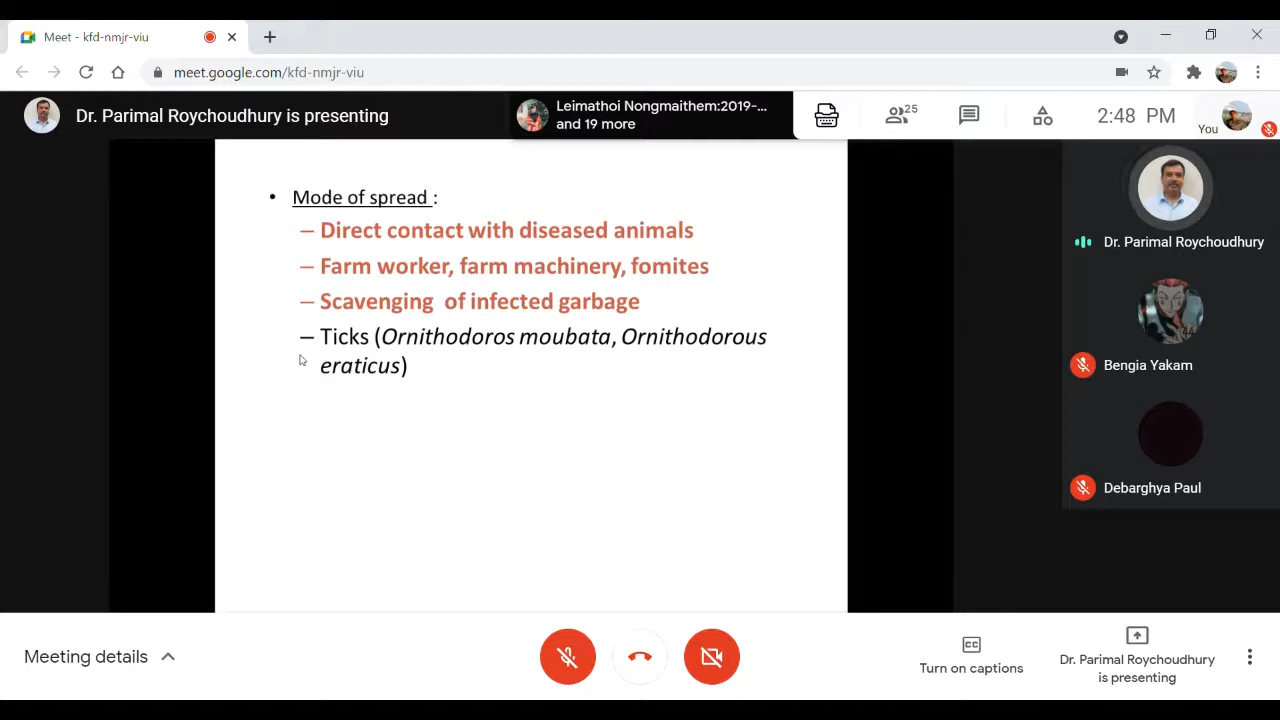 Meet - kfd-nmjr-viu
meet.google.com/kfd-nmjr-viu
Dr. Parimal Roychoudhury is presenting
Leimathoi Nongmaithem:2019-...
and 19 more
25
2:48 PM
You
• Mode of spread :
– Direct contact with diseased animals
– Farm worker, farm machinery, fomites
– Scavenging of infected garbage
– Ticks (Ornithodoros moubata, Ornithodorous
eraticus)
Dr. Parimal Roychoudhury
Bengia Yakam
Debarghya Paul
Meeting details
CC
Turn on captions
Dr. Parimal Roychoudhury
is presenting